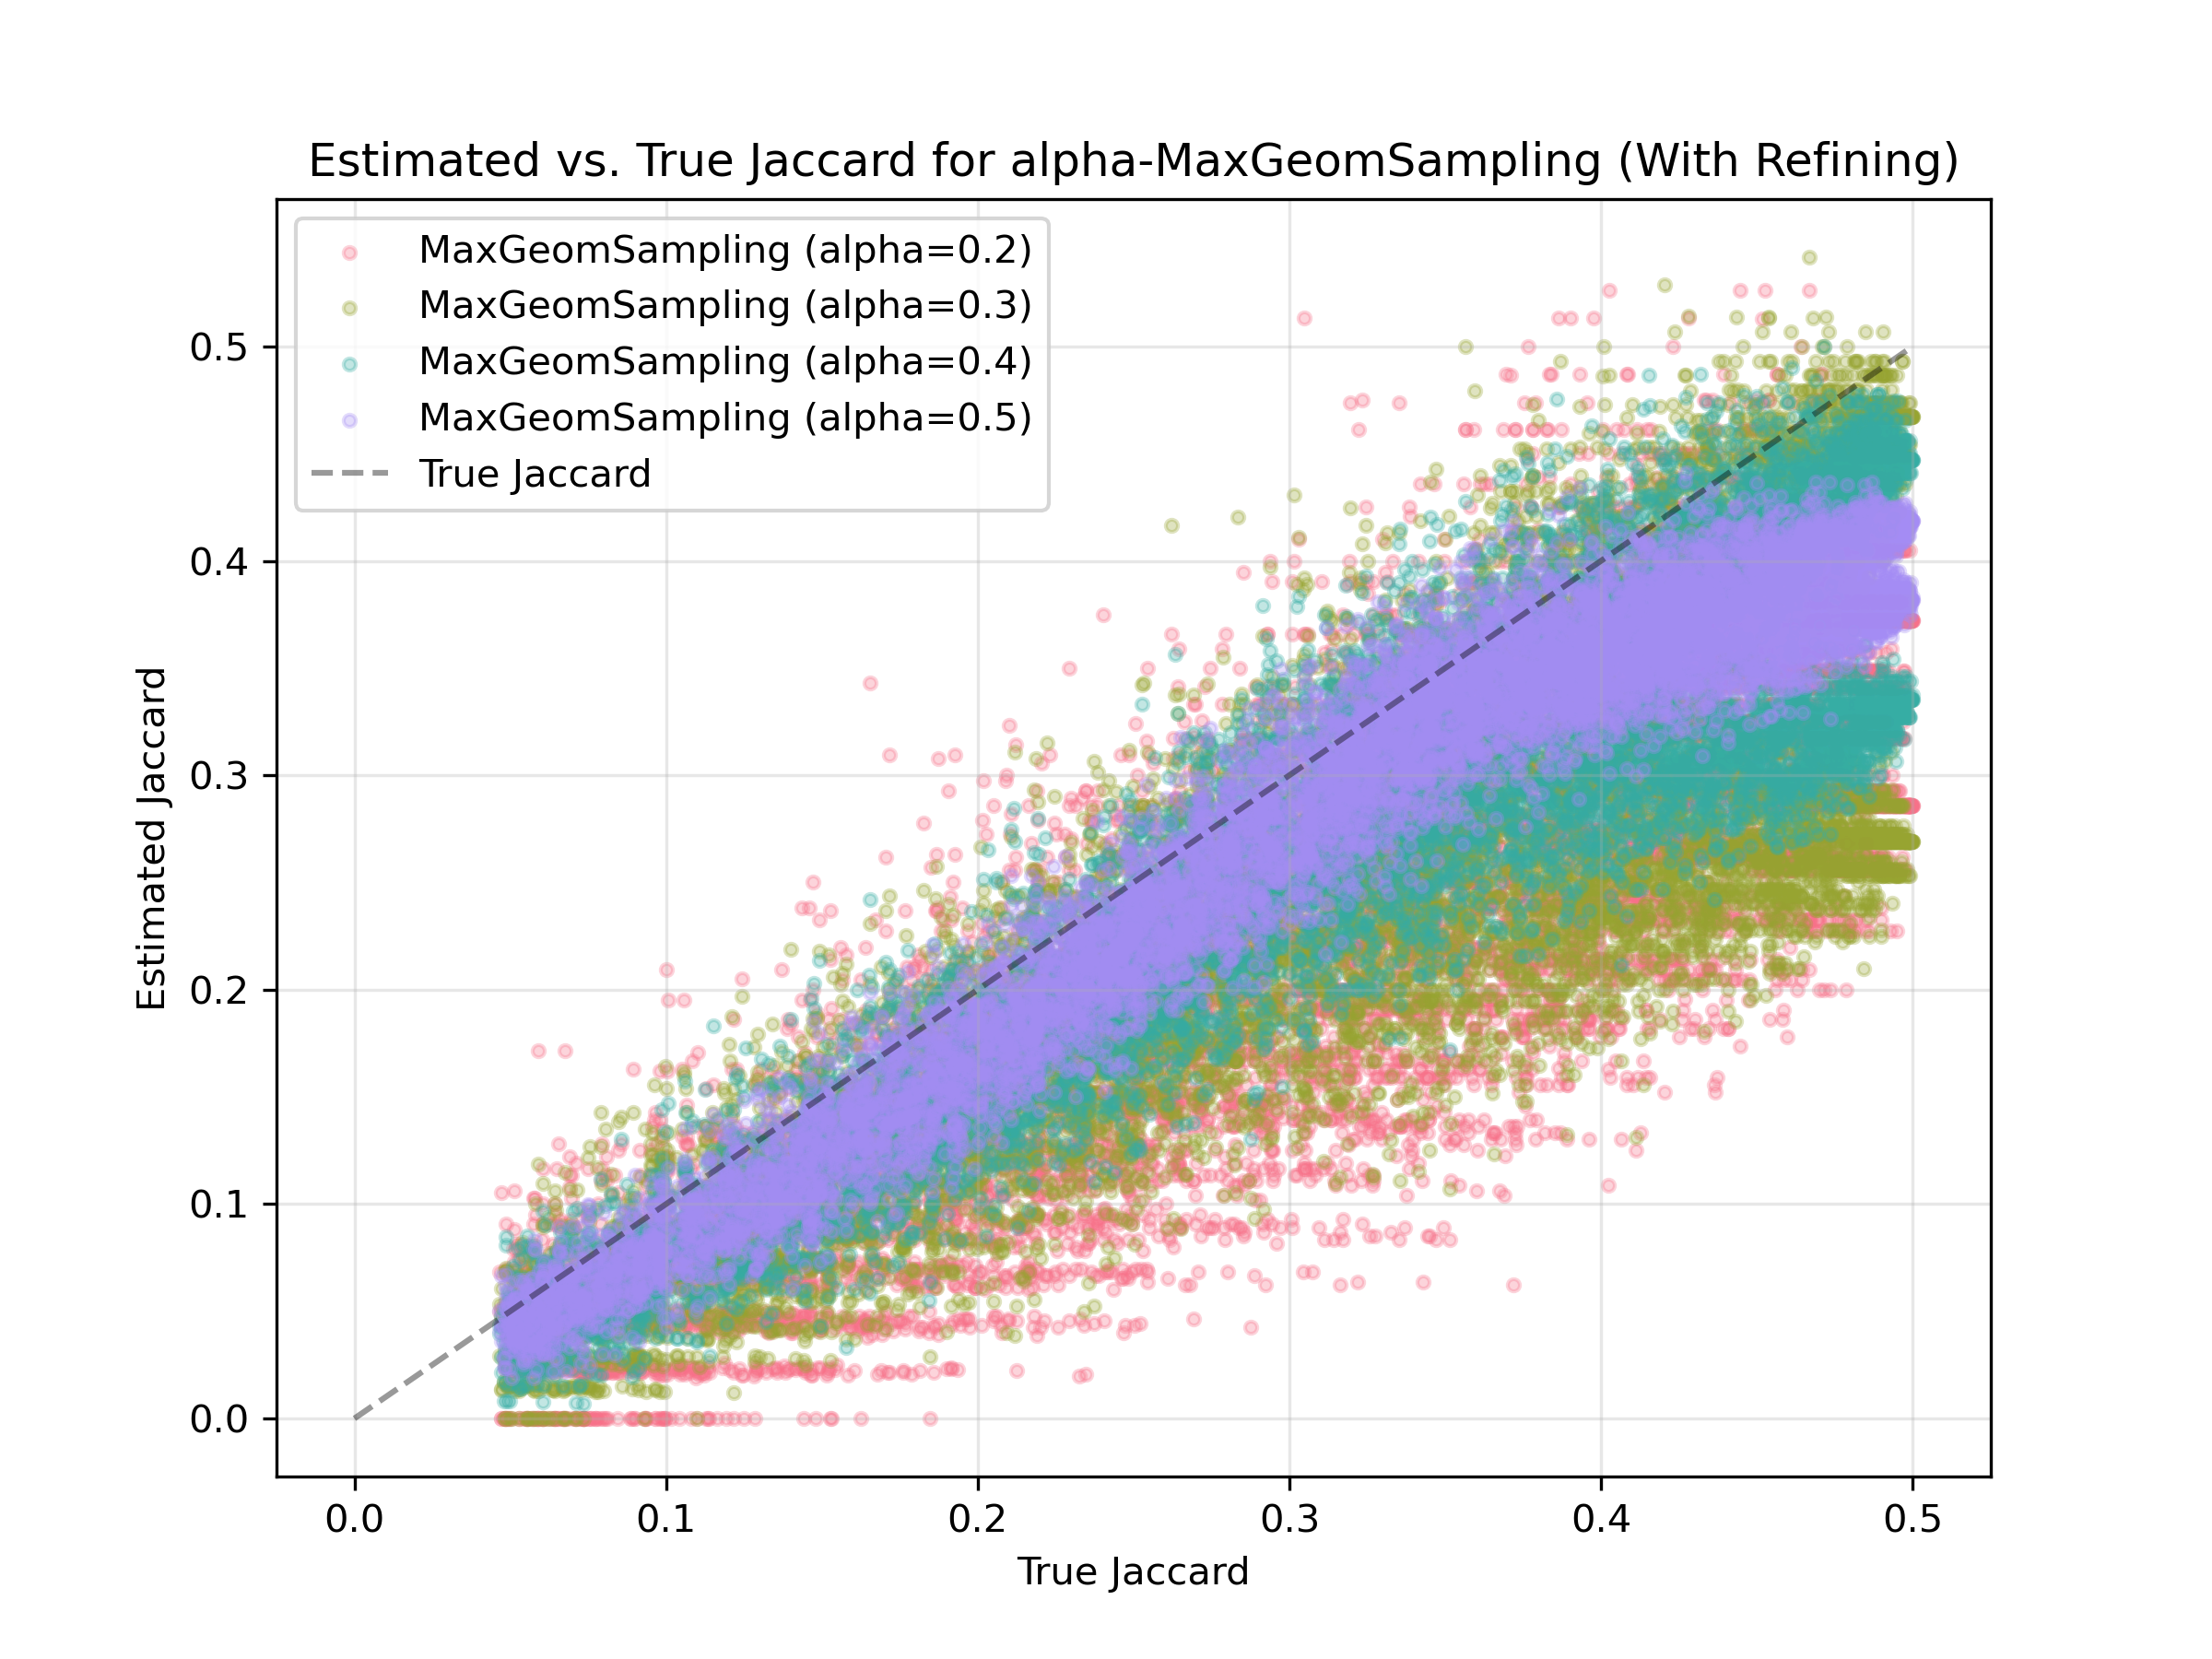 Estimated vs. True Jaccard for alpha-MaxGeomSampling (With Refining)
MaxGeomSampling (alpha=0.2)
MaxGeomSampling (alpha=0.3)
MaxGeomSampling (alpha=0.4)
MaxGeomSampling (alpha=0.5)
True Jaccard
Estimated Jaccard
0.5
0.4
0.3
0.2
0.1
0.0
0.0 0.1 0.2 0.3 0.4 0.5
True Jaccard